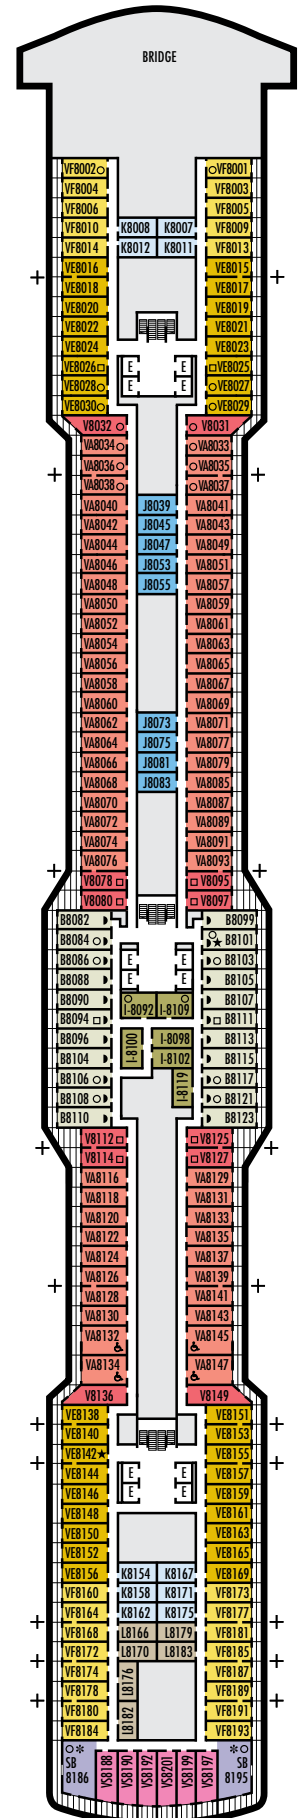 BRIDGE
VF8002 VF8001
VF8004 VF8003
VF8006 VF8005
VF8010 K8008 K8007 VF8009
VF8014 K8012 K8011 VF8013
VE8016 VE8015
VE8018 VE8017
VE8020 VE8019
VE8022 VE8021
VE8024 VE8023
VE8026 E E VE8025
VE8028 E E VE8027
VE8030 VE8029
V8032 V8031
VA8034 VA8033
VA8036 VA8035
VA8038 VA8037
VA8040 J8039 VA8041
VA8042 J8045 VA8043
VA8044 J8047 VA8049
VA8046 J8053 VA8051
VA8048 J8055 VA8057
VA8050 VA8059
VA8052 VA8061
VA8054 VA8063
VA8056 VA8065
VA8058 VA8067
VA8060 VA8069
VA8062 J8073 VA8071
VA8064 J8075 VA8077
VA8066 J8081 VA8079
VA8068 J8083 VA8085
VA8070 VA8087
VA8072 VA8089
VA8074 VA8091
VA8076 VA8093
V8078 V8095
V8080 V8097
B8082 B8099
B8084 B8101
B8086 E E B8103
B8088 E E B8105
B8090 I-8092 I-8109 B8107
B8094 B8111
B8096 I-8100 I-8098 B8113
B8104 I-8102 B8115
B8106 I-8119 B8117
B8108 B8121
B8110 B8123
V8112 V8125
V8114 V8127
VA8116 VA8129
VA8118 VA8131
VA8120 VA8133
VA8122 VA8135
VA8124 VA8137
VA8126 VA8139
VA8128 VA8141
VA8130 VA8143
VA8132 VA8145
VA8134 VA8147
V8136 V8149
VE8138 VE8151
VE8140 VE8153
VE8142 VE8155
VE8144 E E VE8157
VE8146 E E VE8159
VE8148 VE8161
VE8150 VE8163
VE8152 VE8165
VE8156 K8154 K8167 VE8169
VF8160 K8158 K8171 VF8173
VF8164 K8162 K8175 VF8177
VF8168 L8166 L8179 VF8181
VF8172 L8170 L8183 VF8185
VF8174 L8176 VF8187
VF8178 VF8189
VF8180 L8182 VF8191
VF8184 VF8193
SB 8186 VS8188 VS8190 VS8192 VS8201 VS8199 VS8197 SB 8195